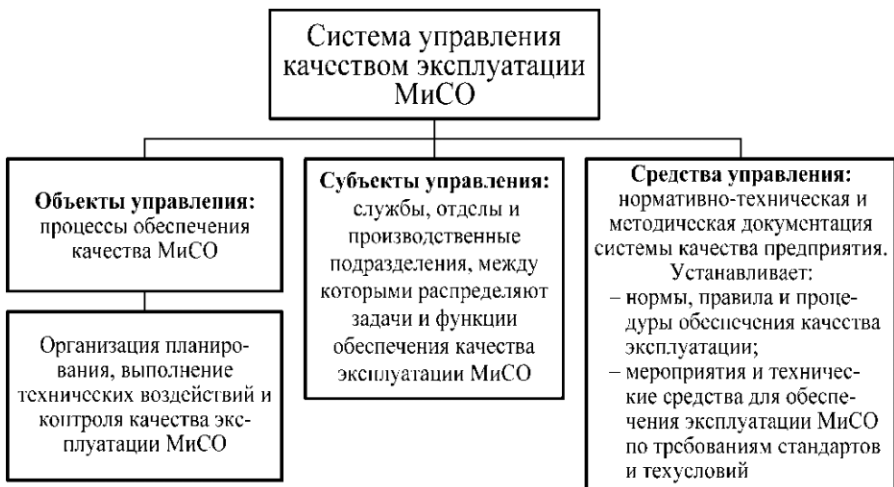 Система управления
качеством эксплуатации
МиСО
Объекты управления:
процессы обеспечения
качества МиСО
Организация планиро-
вания, выполнение
технических воздействий и
контроля качества экс-
плуатации МиСО
Субъекты управления:
службы, отделы и
производственные
подразделения, между
которыми распределяют
задачи и функции
обеспечения качества
эксплуатации МиСО
Средства управления:
нормативно-техническая и
методическая документация
системы качества предприятия.
Устанавливает:
– нормы, правила и проце-
дуры обеспечения качества
эксплуатации;
– мероприятия и техничес-
кие средства для обеспе-
чения эксплуатации МиСО
по требованиям стандартов
и техусловий